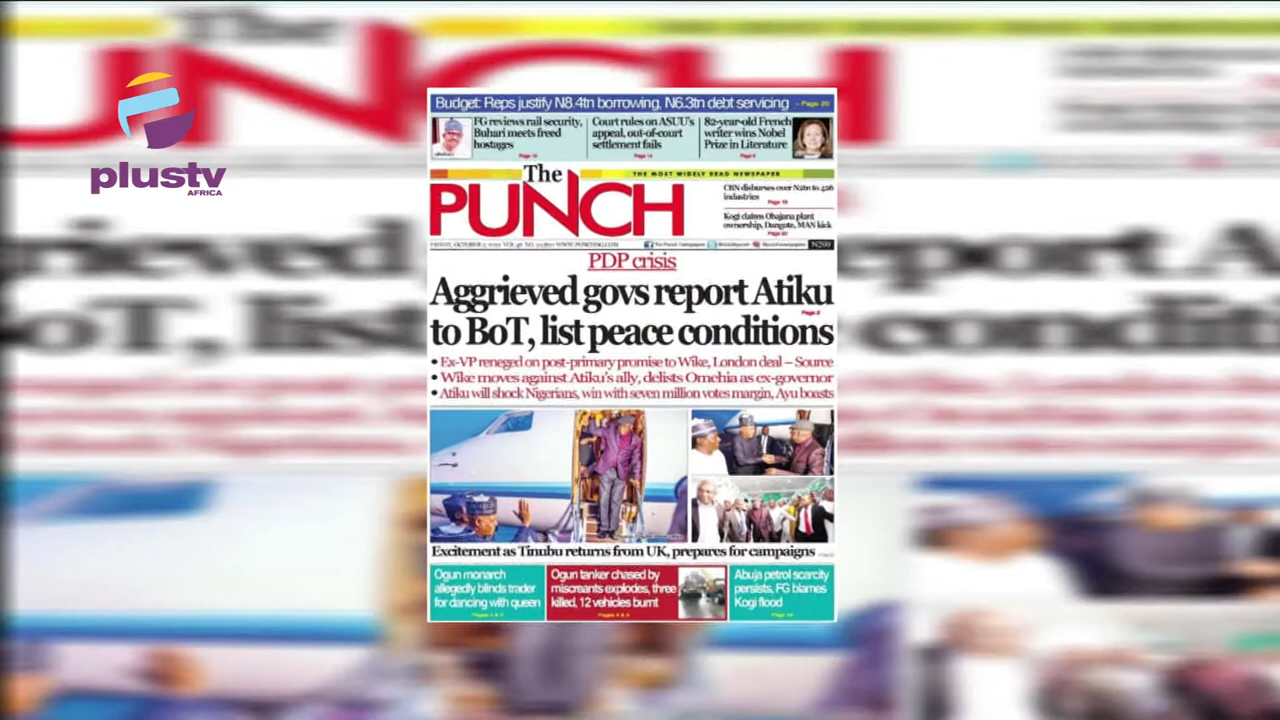 plustv
AFRICA
Budget: Reps justify N8.4tn borrowing, N6.3tn debt servicing - Page 20
FG reviews rail security,
Buhari meets freed
hostages
Court rules on ASUU's
appeal, out-of-court
settlement fails
82-year-old French
writer wins Nobel
Prize in Literature
The
PUNCH
THE MOST WIDELY READ NEWSPAPER
CBN disburses over
industries
Kogi claims Obajana plant
ownership, Dangote, MAN kick
N200
PDP crisis
Aggrieved govs report Atiku
Page 2
to BoT, list peace conditions
• Ex-VP reneged on post-primary promise to Wike, London deal – Source
• Wike moves against Atiku's ally, delists Omehia as ex-governor
• Atiku will shock Nigerians, win with seven million votes margin, Ayu boasts
Excitement as Tinubu returns from UK, prepares for campaigns
Ogun monarch
allegedly blinds trader
for dancing with queen
Ogun tanker chased by
miscreants explodes, three
killed, 12 vehicles burnt
Abuja petrol scarcity
persists, FG blames
Kogi flood